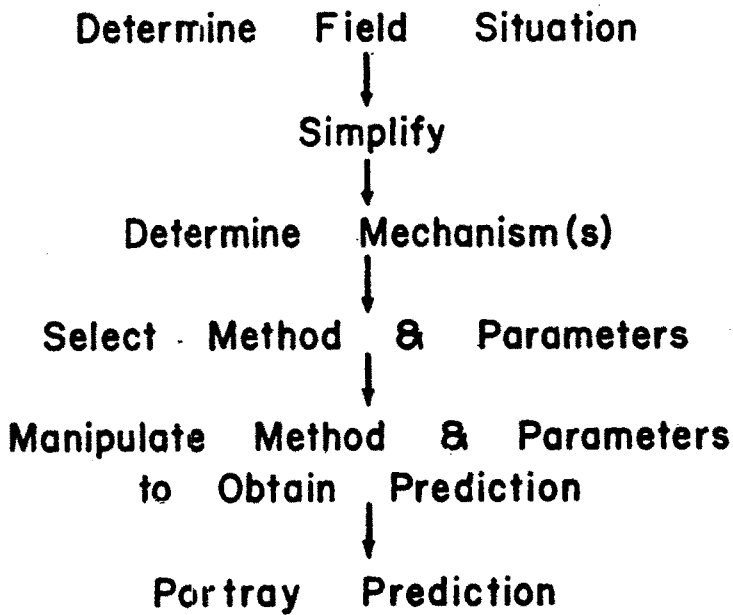 Determine Field Situation
Simplify
Determine Mechanism(s)
Select Method & Parameters
Manipulate Method & Parameters
to Obtain Prediction
Portray Prediction